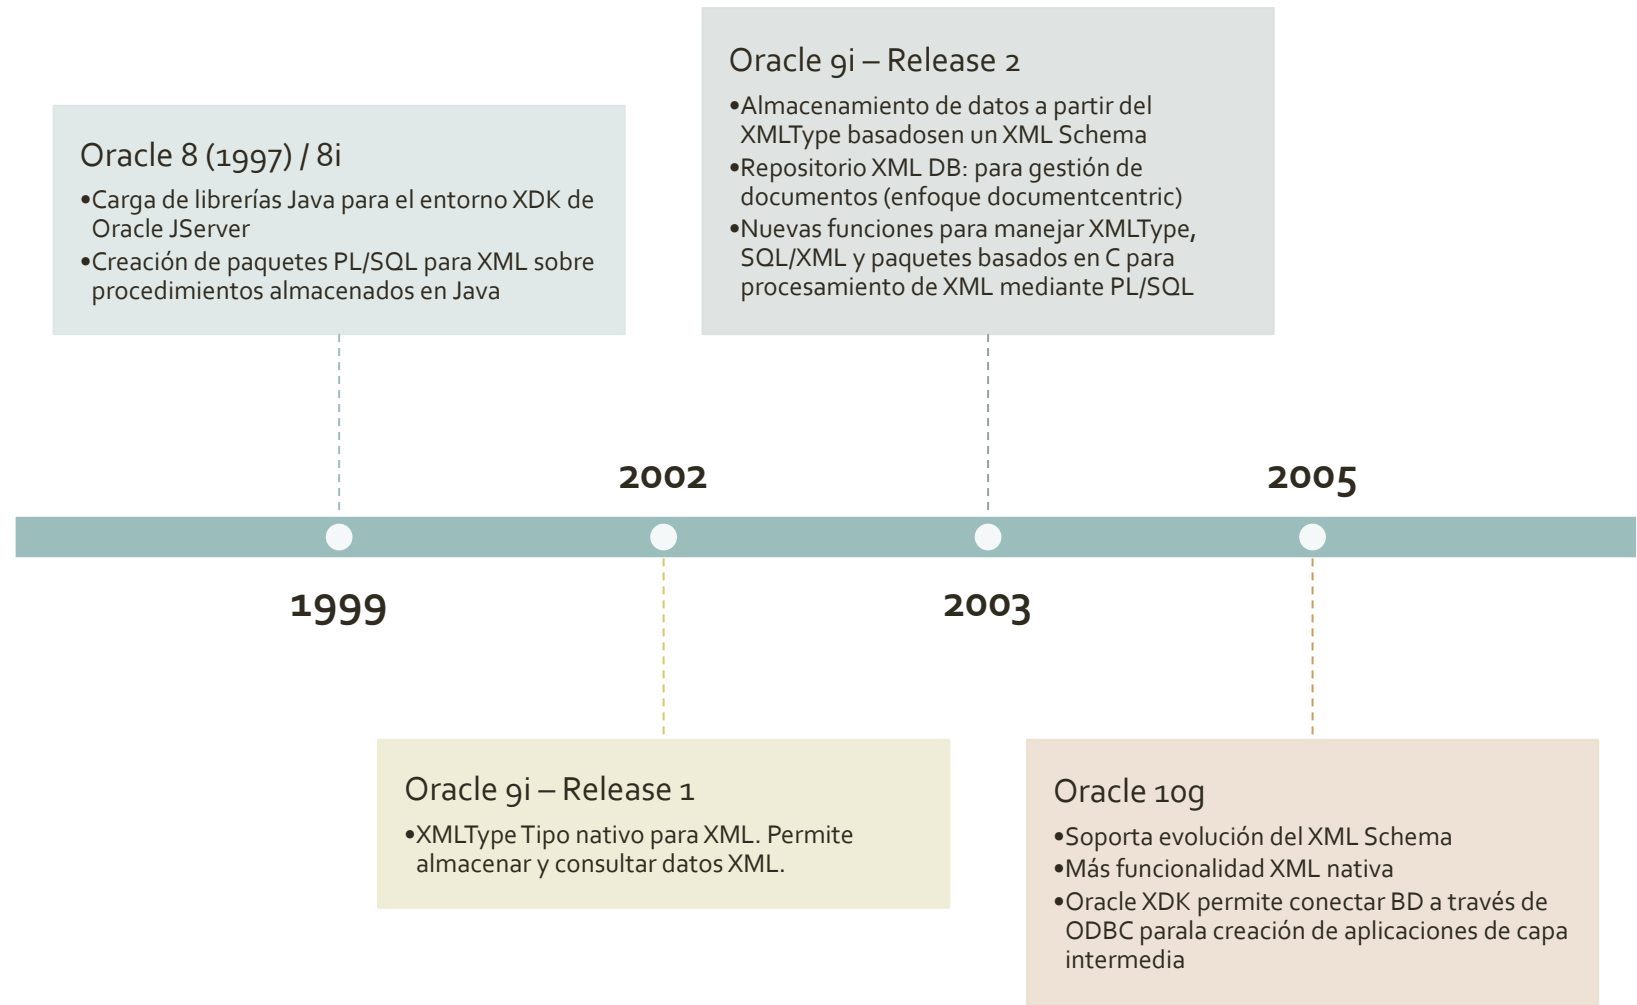 Oracle 8 (1997) / 8i
•Carga de librerías Java para el entorno XDK de
Oracle JServer
•Creación de paquetes PL/SQL para XML sobre
procedimientos almacenados en Java
1999
2002
Oracle 9i – Release 1
•XMLType Tipo nativo para XML. Permite
almacenar y consultar datos XML.
Oracle 9i – Release 2
•Almacenamiento de datos a partir del
XMLType basadosen un XML Schema
•Repositorio XML DB: para gestión de
documentos (enfoque documentcentric)
•Nuevas funciones para manejar XMLType,
SQL/XML y paquetes basados en C para
procesamiento de XML mediante PL/SQL
2003
2005
Oracle 10g
•Soporta evolución del XML Schema
•Más funcionalidad XML nativa
•Oracle XDK permite conectar BD a través de
ODBC parala creación de aplicaciones de capa
intermedia